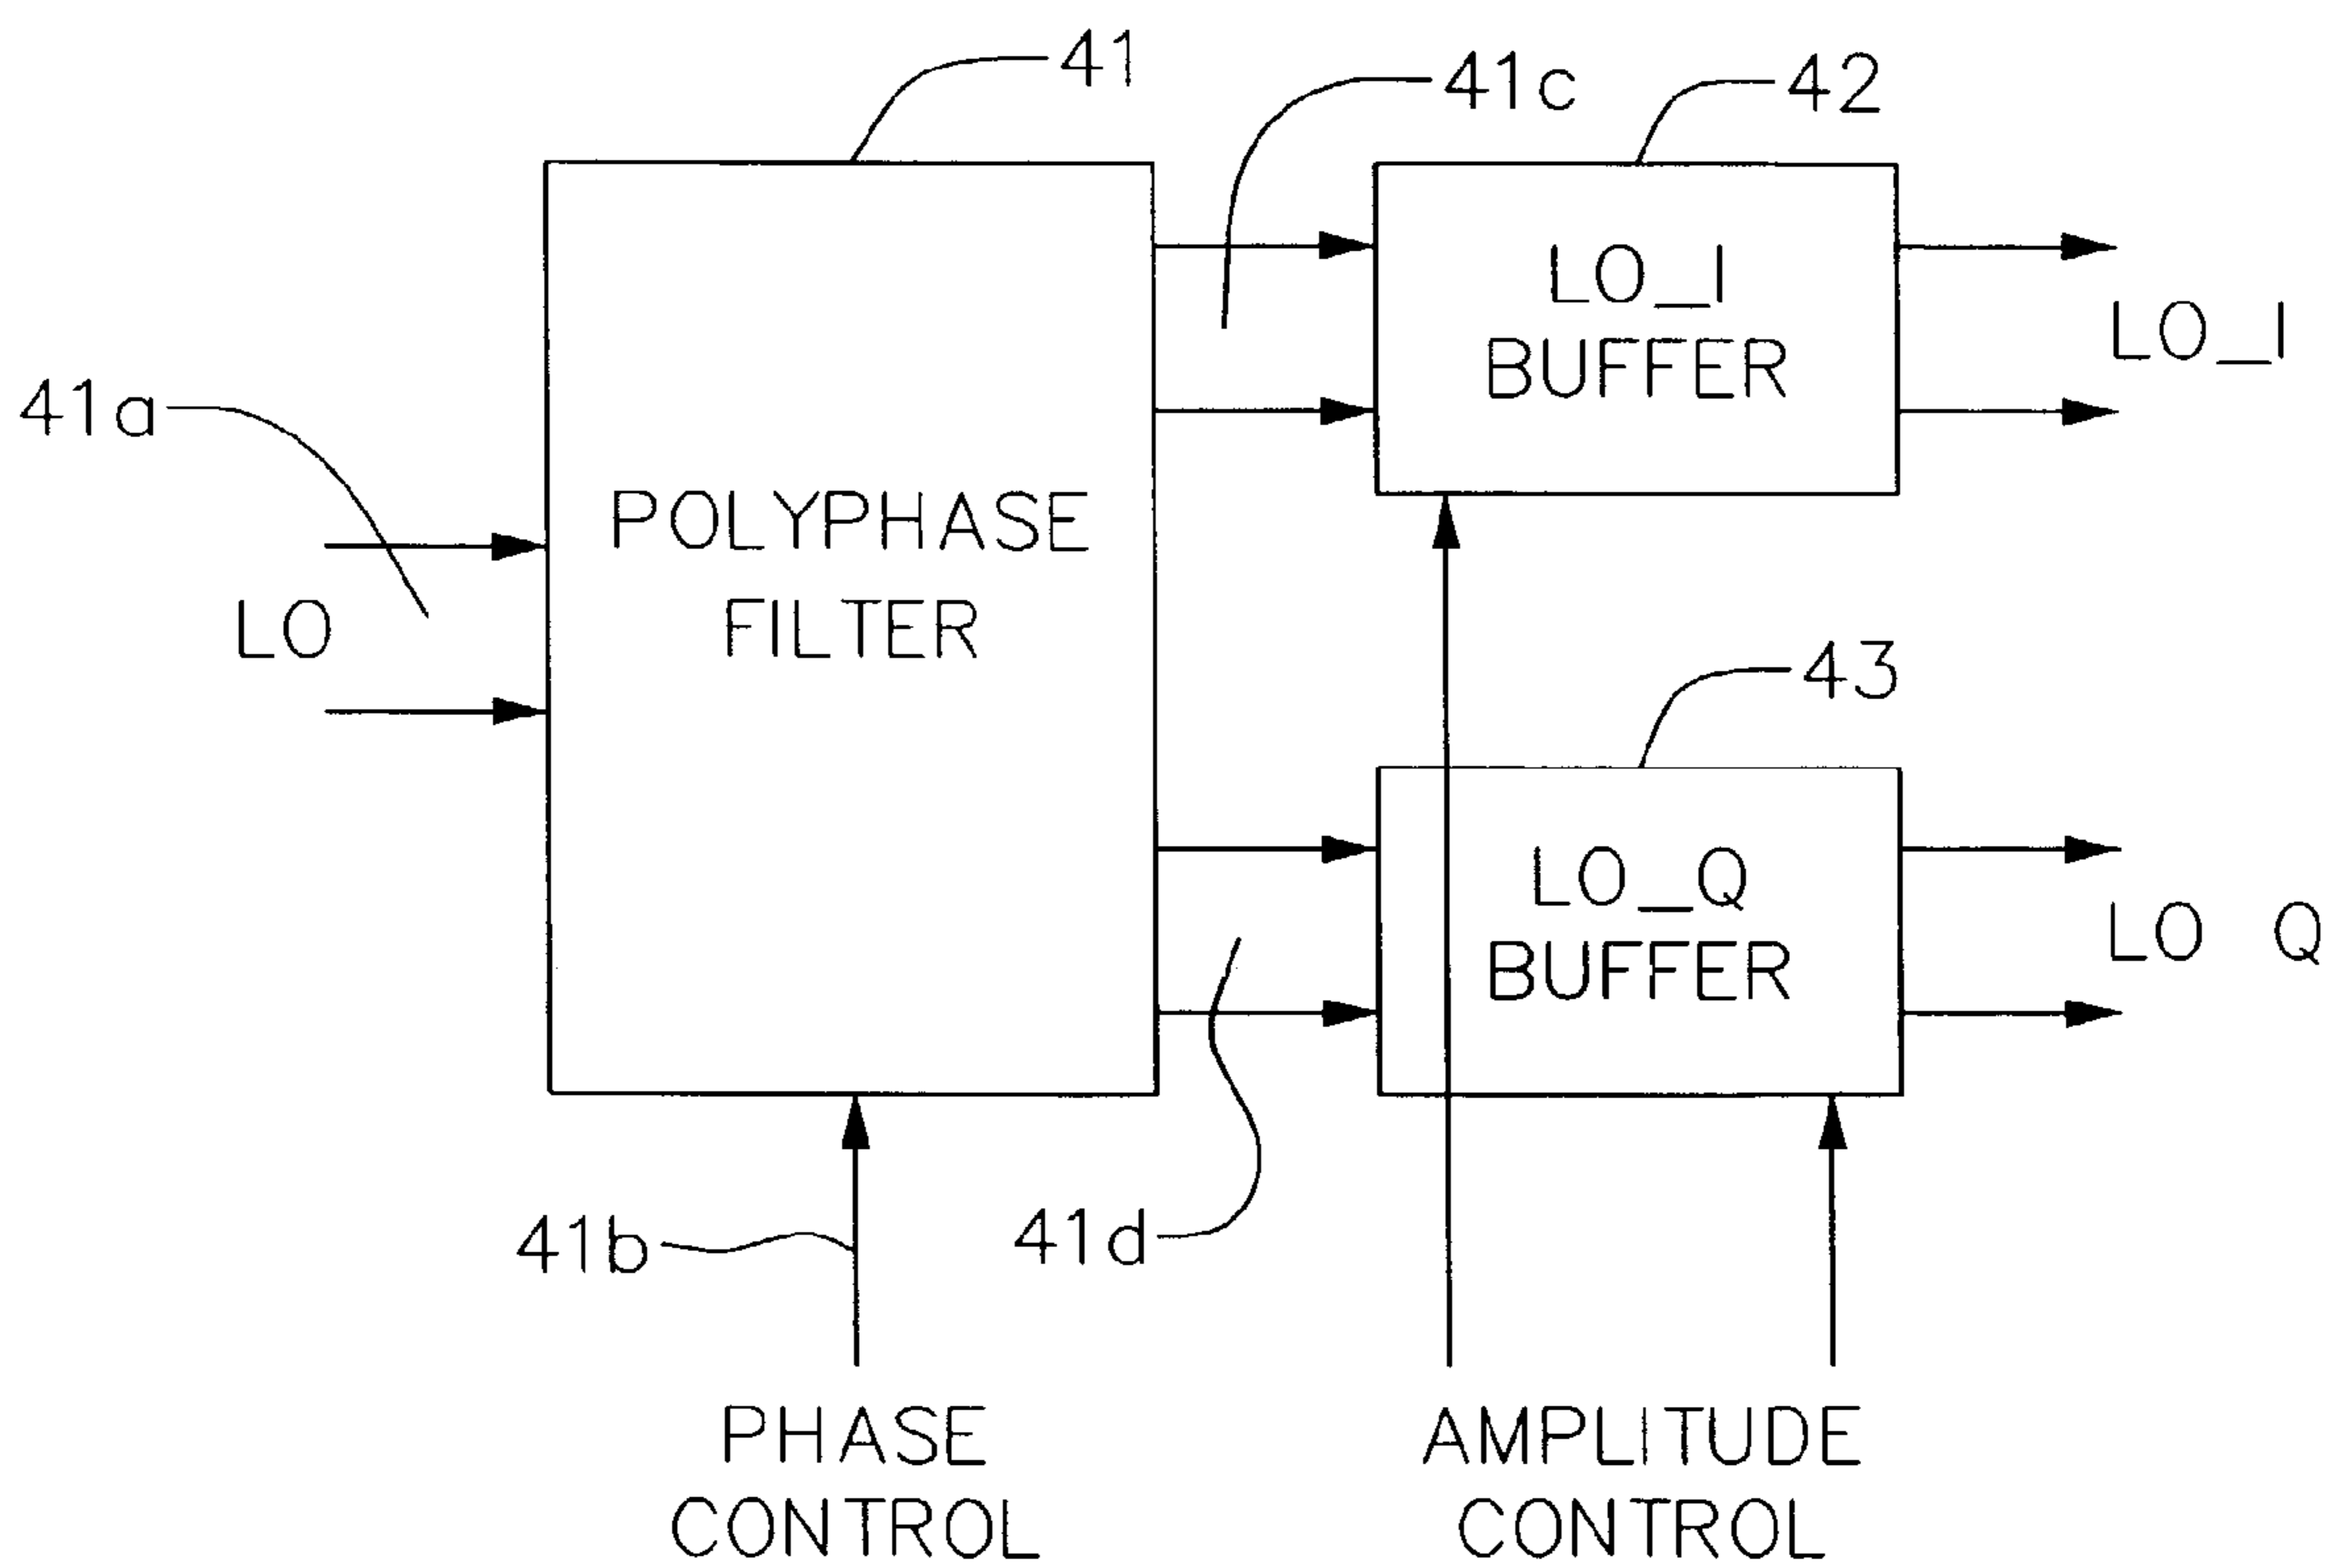 41
41c
42
LO_I
BUFFER
LO_I
41a
POLYPHASE
FILTER
LO
43
LO_Q
BUFFER
LO Q
41b
41d
PHASE
CONTROL
AMPLITUDE
CONTROL